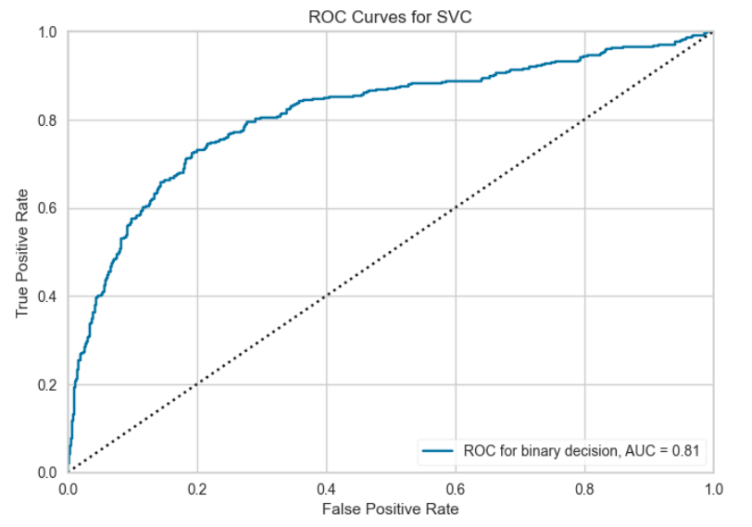 ROC Curves for SVC
1.0
0.8
0.6
0.4
0.2
0.0
True Positive Rate
ROC for binary decision, AUC = 0.81
0.0 0.2 0.4 0.6 0.8 1.0
False Positive Rate